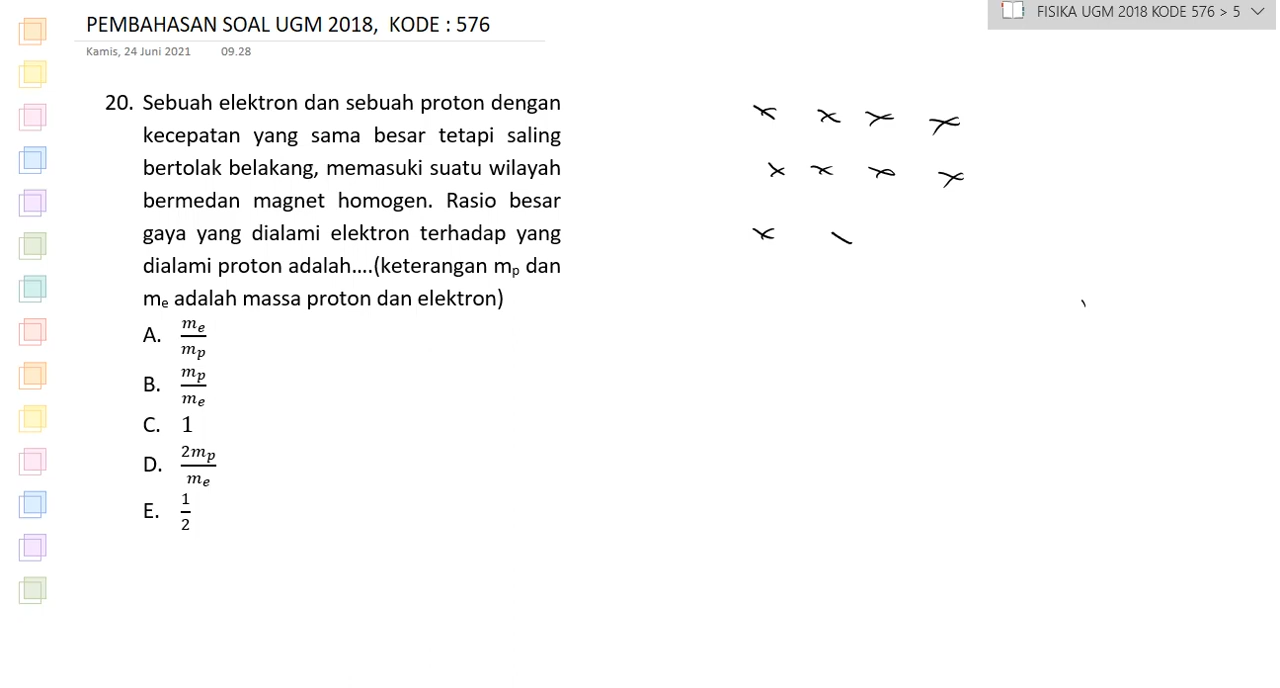 PEMBAHASAN SOAL UGM 2018, KODE : 576
Kamis, 24 Juni 2021 09.28
FISIKA UGM 2018 KODE 576 > 5
20. Sebuah elektron dan sebuah proton dengan
kecepatan yang sama besar tetapi saling
bertolak belakang, memasuki suatu wilayah
bermedan magnet homogen. Rasio besar
gaya yang dialami elektron terhadap yang
dialami proton adalah....(keterangan mₚ dan
mₑ adalah massa proton dan elektron)
A. mₑ/mₚ
B. mₚ/mₑ
C. 1
D. 2mₚ/mₑ
E. 1/2
x x x x
x x x x
x \